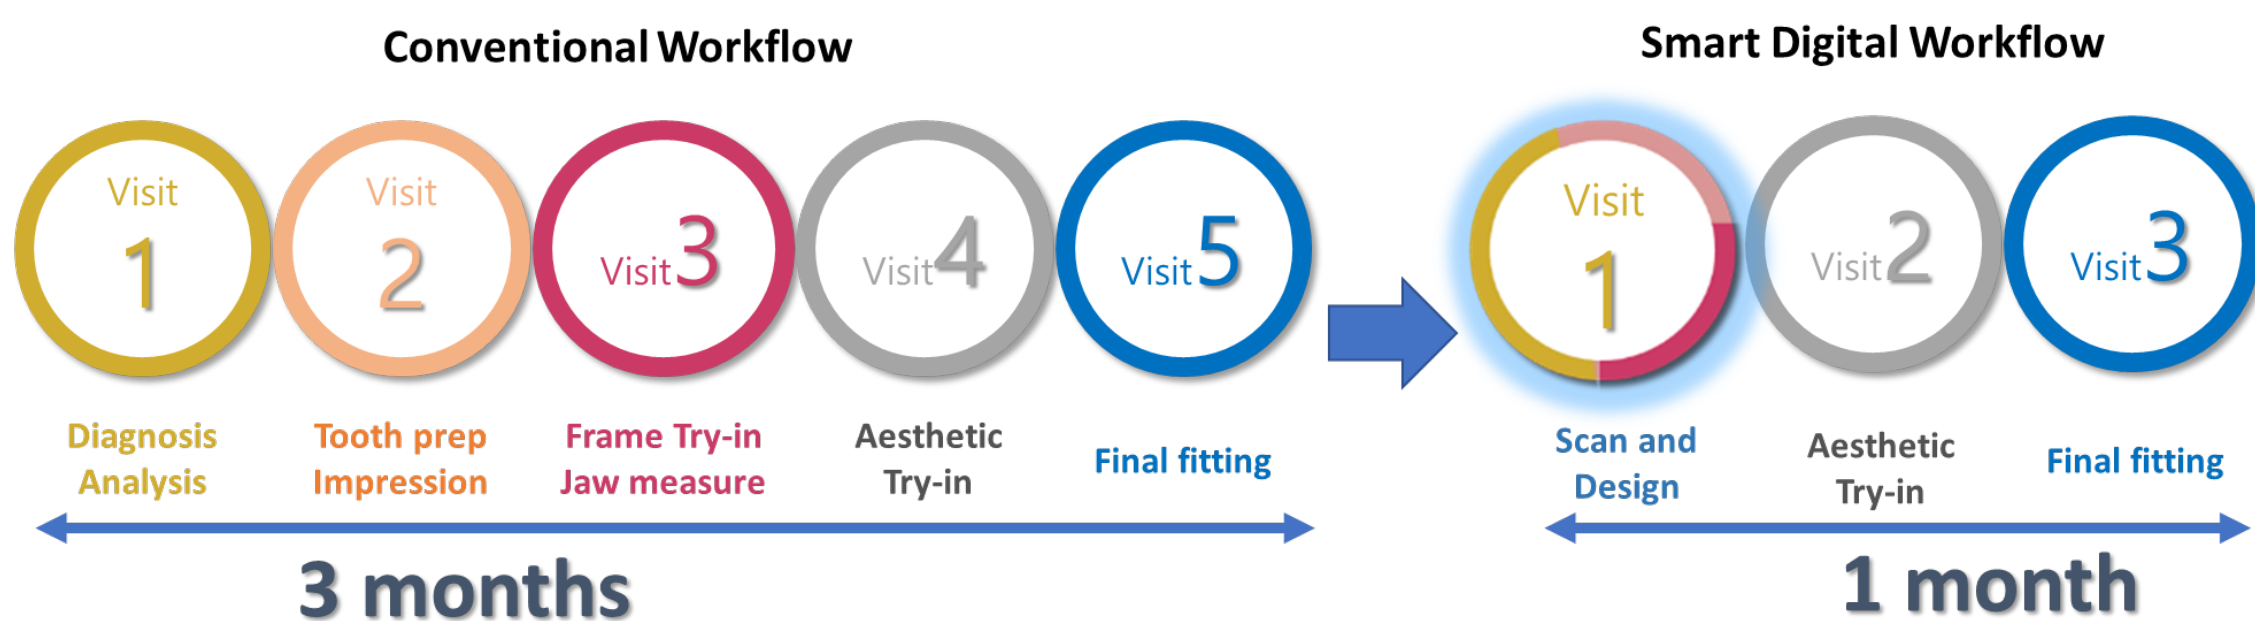 Conventional Workflow
Smart Digital Workflow
Visit
1
Visit
2
Visit 3
Visit 4
Visit 5
Visit
1
Visit 2
Visit 3
Diagnosis
Analysis
Tooth prep
Impression
Frame Try-in
Jaw measure
Aesthetic
Try-in
Final fitting
Scan and
Design
Aesthetic
Try-in
Final fitting
3 months
1 month